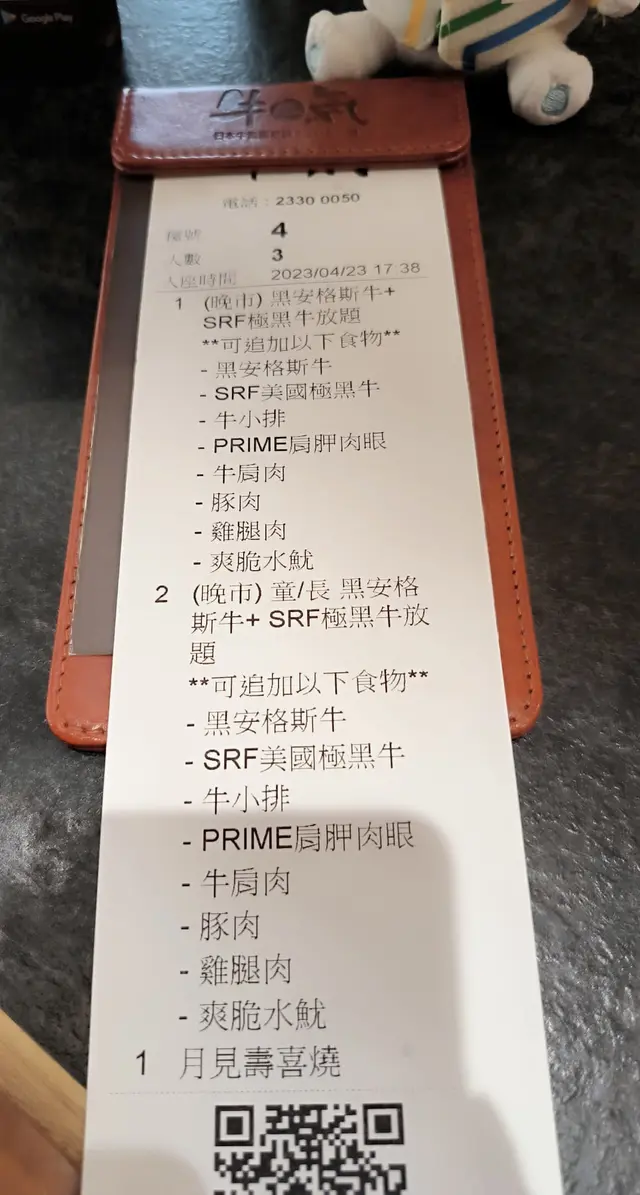 Google Play
牛の氣
電話：2330 0050
檯號 4
人數 3
入座時間 2023/04/23 17:38
1 (晚市) 黑安格斯牛+
SRF極黑牛放題
**可追加以下食物**
- 黑安格斯牛
- SRF美國極黑牛
- 牛小排
- PRIME肩胛肉眼
- 牛肩肉
- 豚肉
- 雞腿肉
- 爽脆水魷
2 (晚市) 童/長 黑安格
斯牛+ SRF極黑牛放
題
**可追加以下食物**
- 黑安格斯牛
- SRF美國極黑牛
- 牛小排
- PRIME肩胛肉眼
- 牛肩肉
- 豚肉
- 雞腿肉
- 爽脆水魷
1 月見壽喜燒